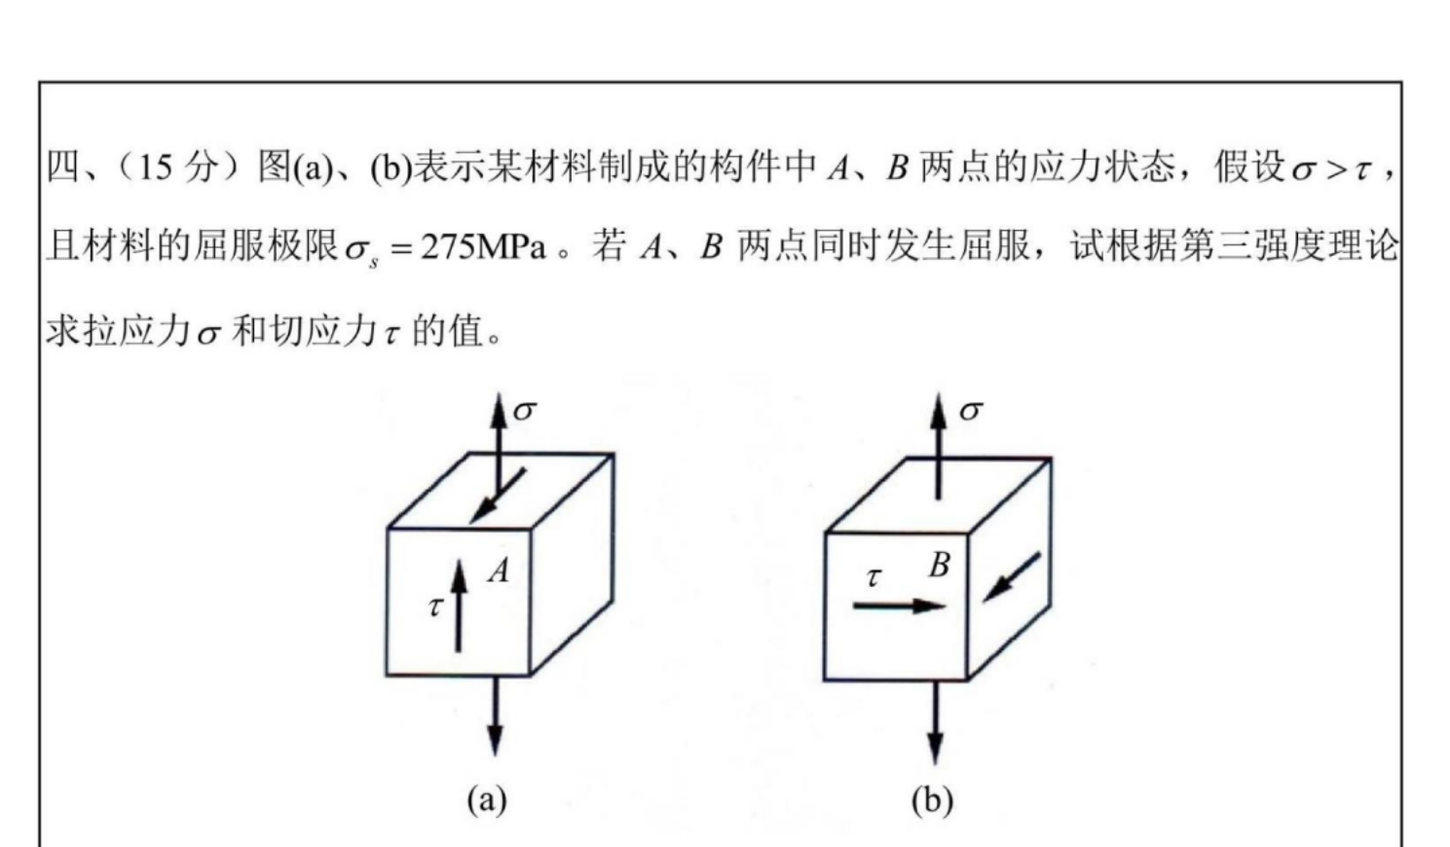 四、（15 分）图(a)、(b)表示某材料制成的构件中 A、B 两点的应力状态，假设σ>τ，
且材料的屈服极限σs = 275MPa 。若 A、B 两点同时发生屈服，试根据第三强度理论
求拉应力σ 和切应力τ 的值。
σ
A
τ
(a)
σ
τ
B
(b)